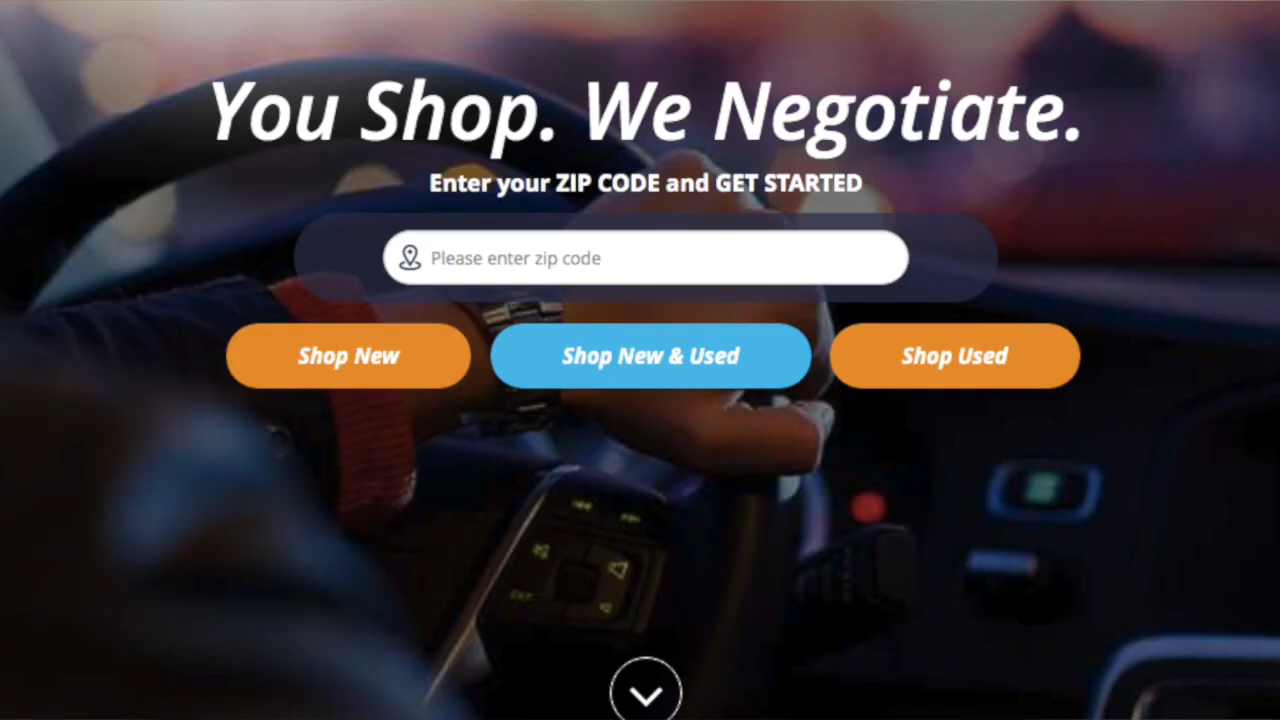 You Shop. We Negotiate.
Enter your ZIP CODE and GET STARTED
Please enter zip code
Shop New
Shop New & Used
Shop Used